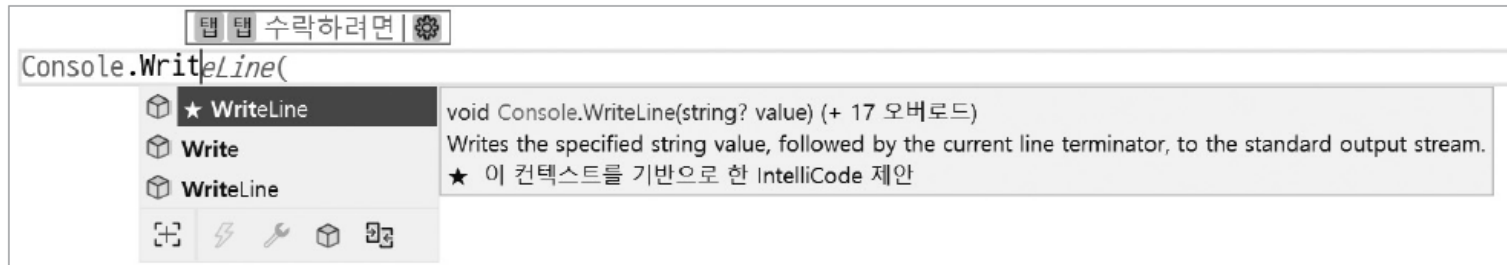 탭 탭 수락하려면
Console.WriteLine(
★ WriteLine
Write
WriteLine
void Console.WriteLine(string? value) (+ 17 오버로드)
Writes the specified string value, followed by the current line terminator, to the standard output stream.
★ 이 컨텍스트를 기반으로 한 IntelliCode 제안